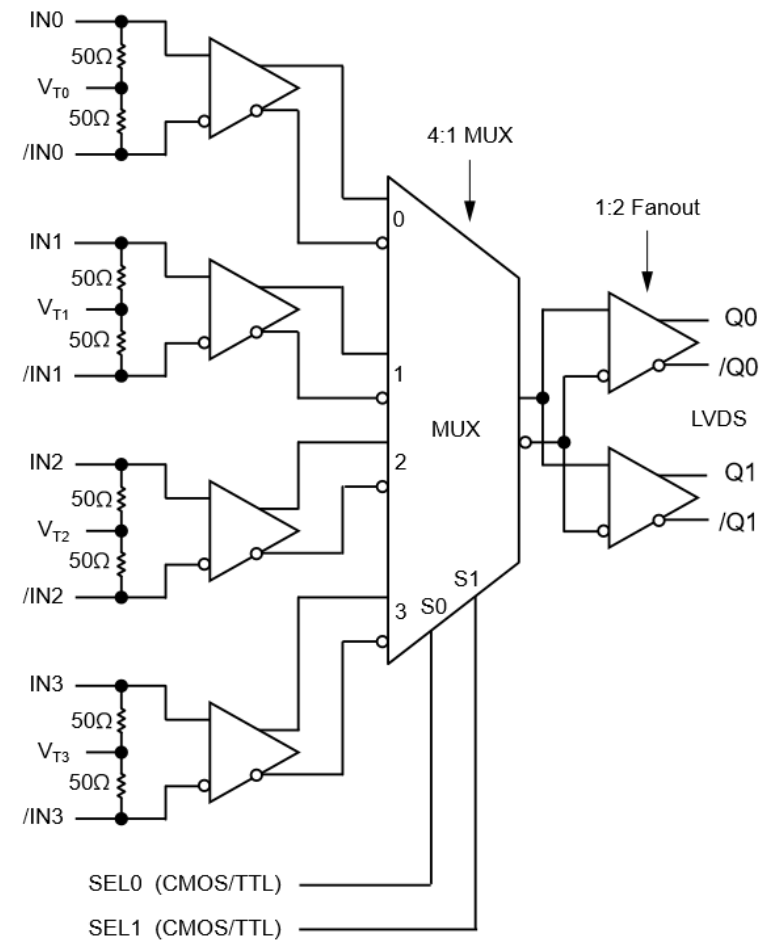 IN0
50Ω
VT0
50Ω
/IN0
4:1 MUX
0
1:2 Fanout
IN1
50Ω
VT1
50Ω
/IN1
1
Q0
/Q0
MUX
LVDS
IN2
50Ω
VT2
50Ω
/IN2
2
Q1
/Q1
S1
S0
3
IN3
50Ω
VT3
50Ω
/IN3
SEL0 (CMOS/TTL)
SEL1 (CMOS/TTL)